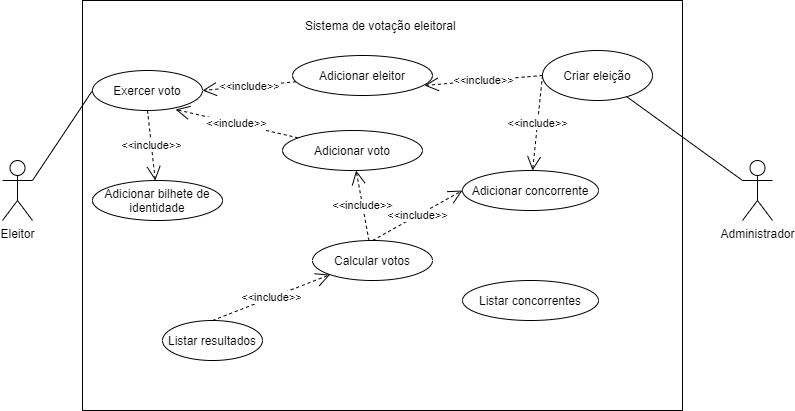 Sistema de votação eleitoral
Adicionar eleitor
Criar eleição
Exercer voto
<<include>>
<<include>>
<<include>>
<<include>>
<<include>>
Adicionar voto
Adicionar bilhete de
identidade
Adicionar concorrente
<<include>>
<<include>>
Eleitor
Administrador
Calcular votos
<<include>>
Listar concorrentes
Listar resultados